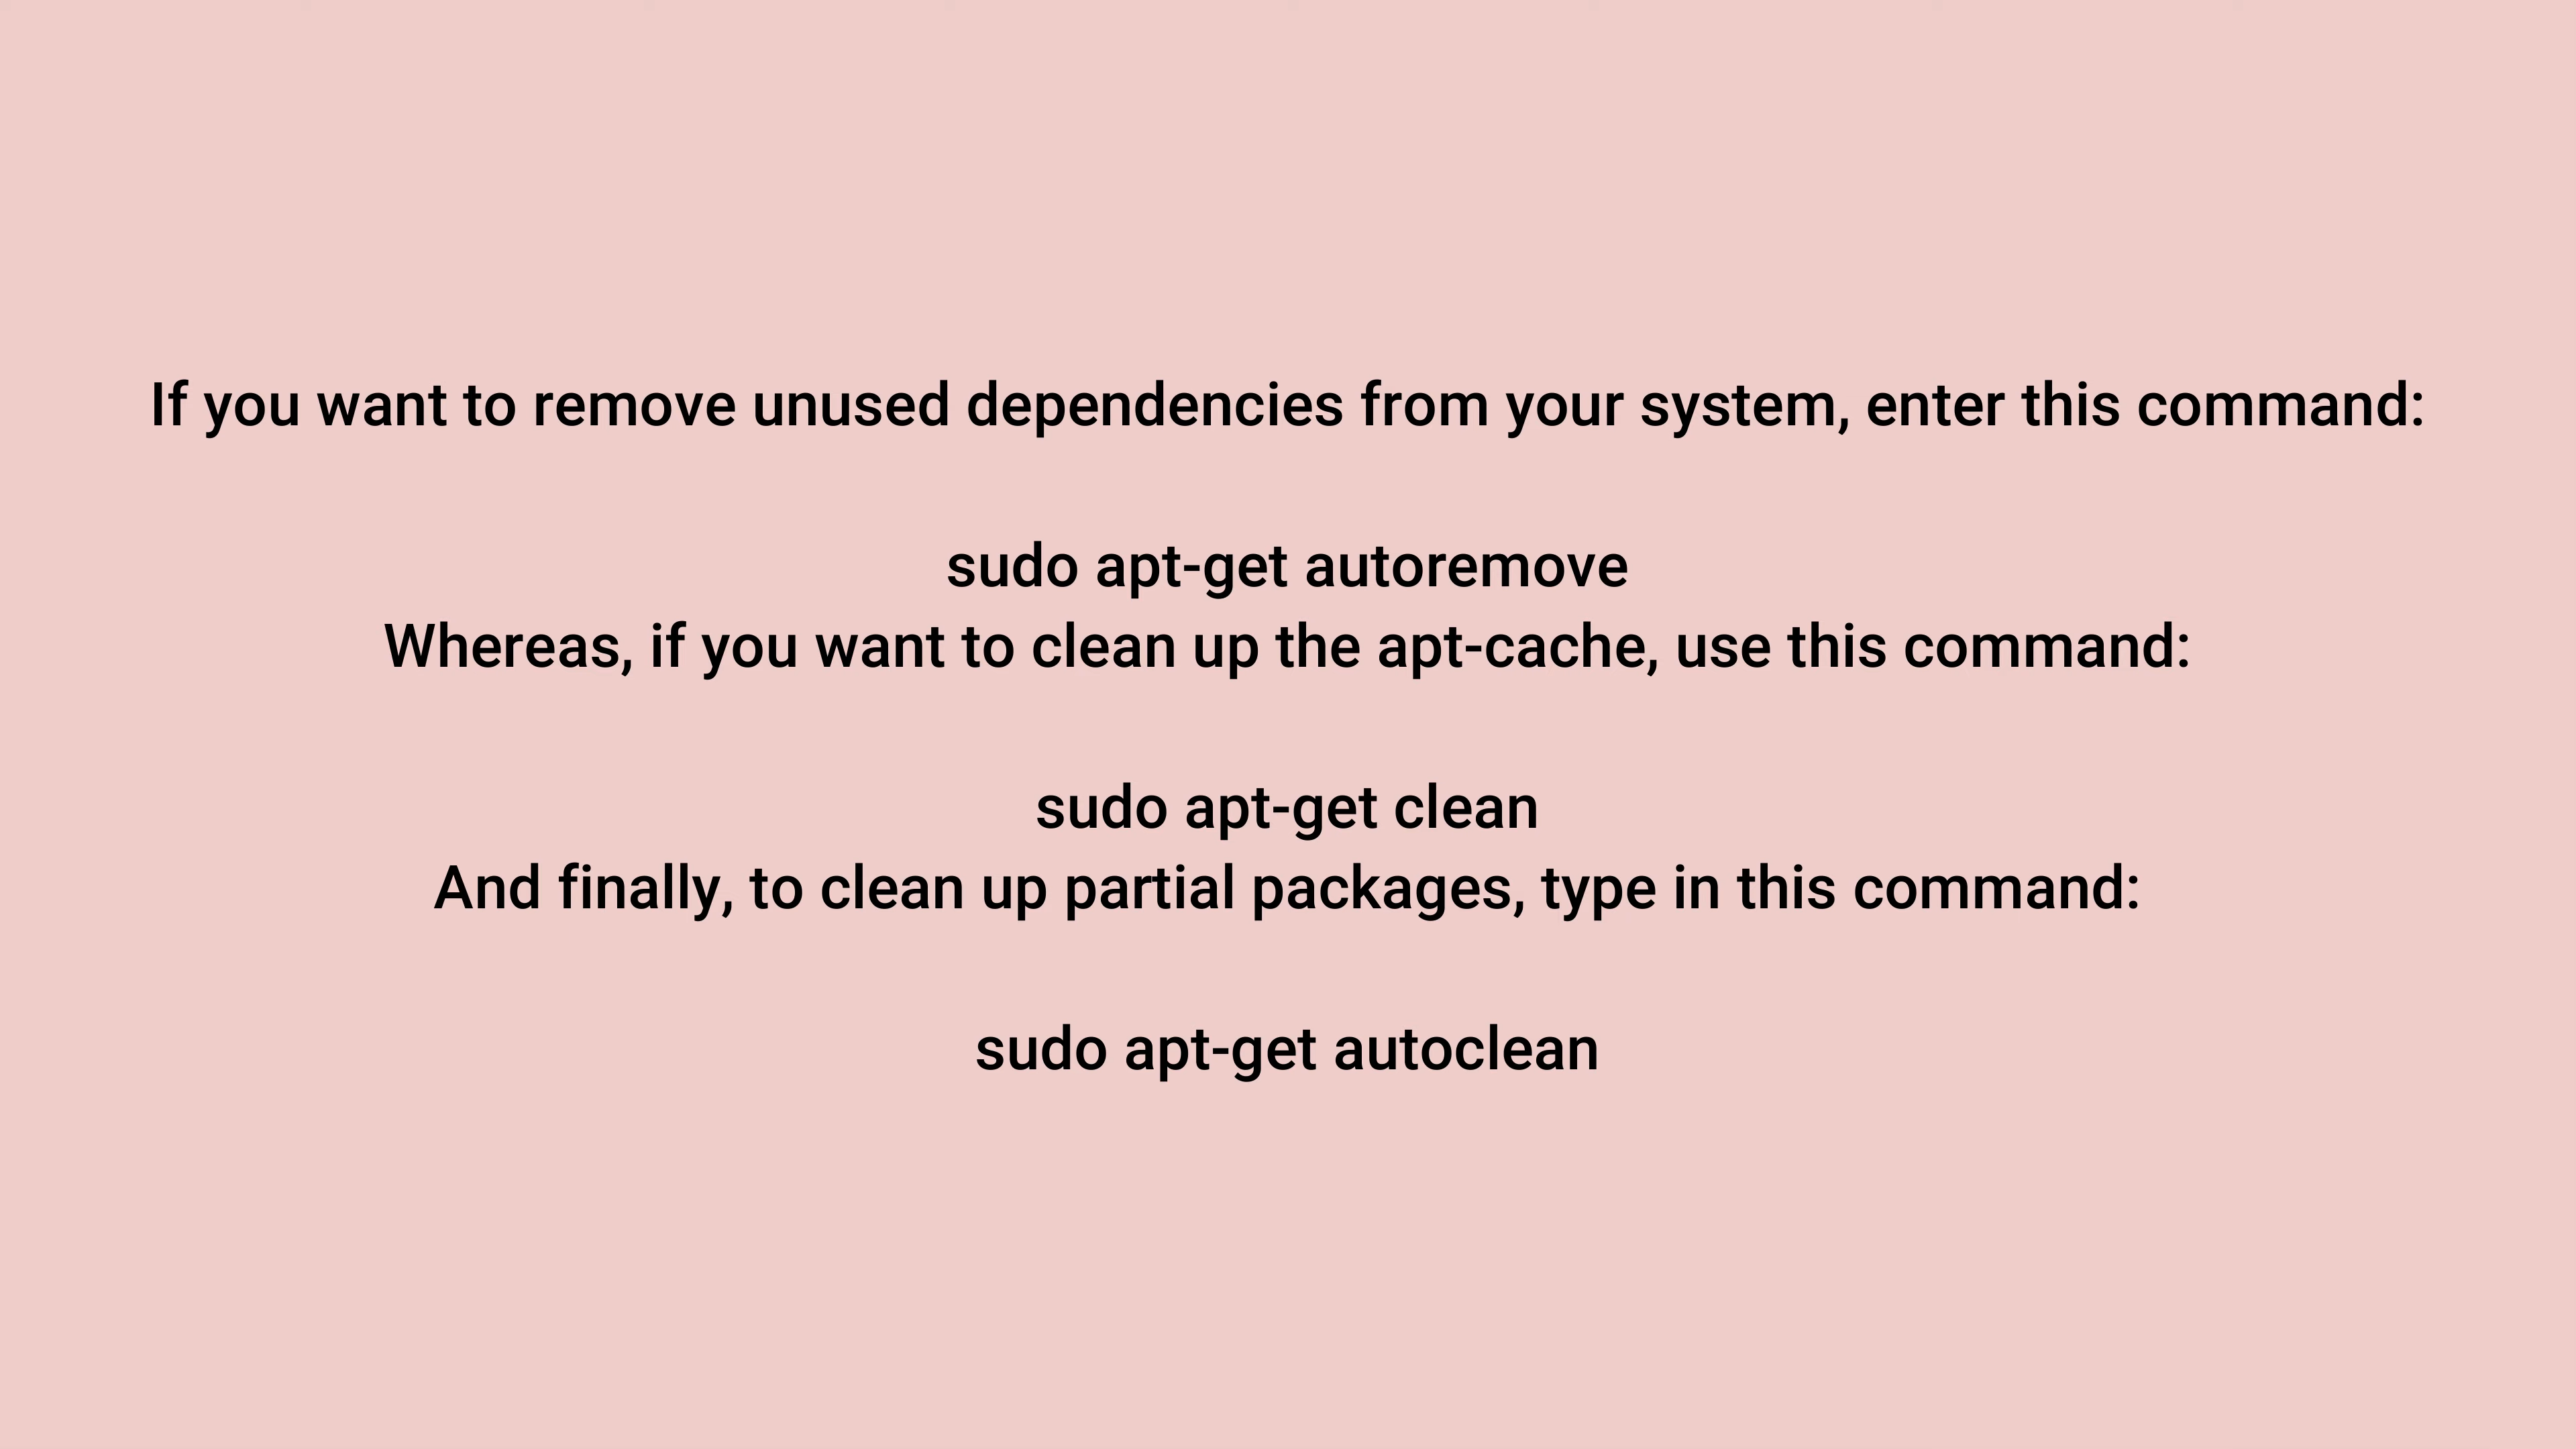 If you want to remove unused dependencies from your system, enter this command:
sudo apt-get autoremove
Whereas, if you want to clean up the apt-cache, use this command:
sudo apt-get clean
And finally, to clean up partial packages, type in this command:
sudo apt-get autoclean